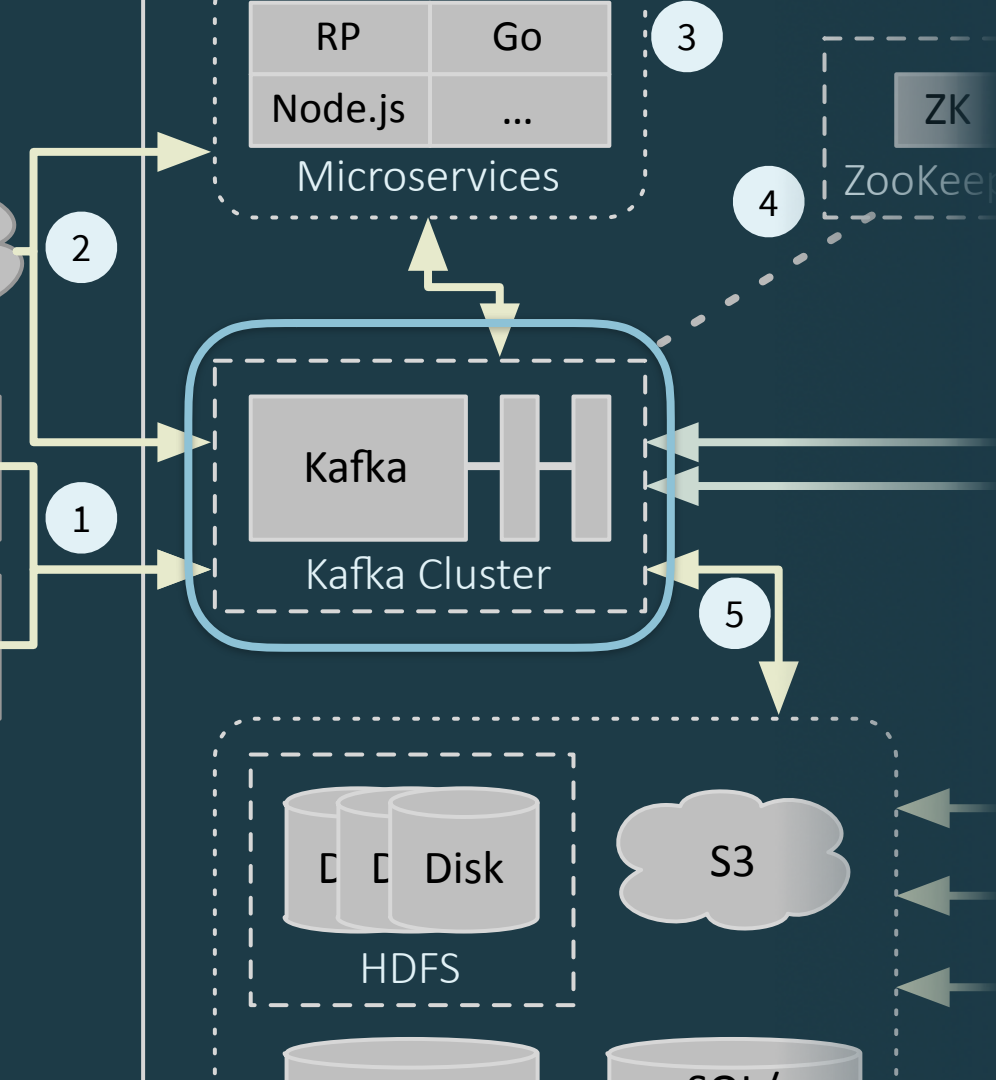 RP
Go
3
Node.js
...
ZK
Microservices
4
2
Kafka
1
Kafka Cluster
5
D
D
Disk
S3
HDFS